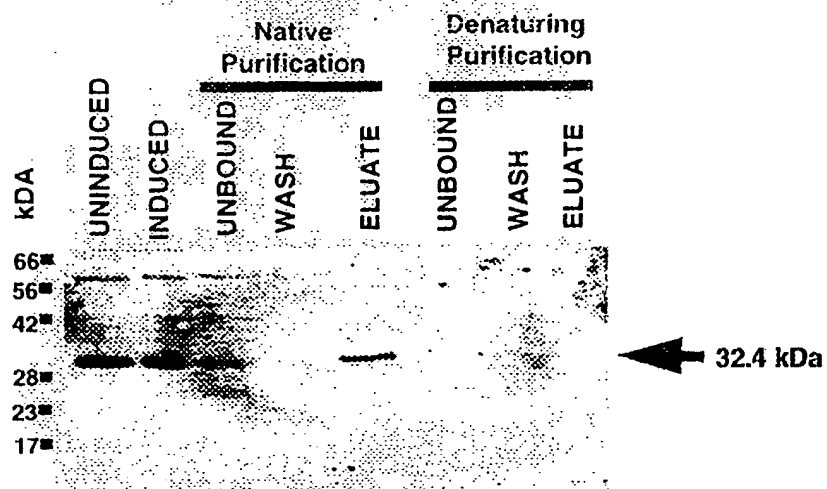 Native
Purification
Denaturing
Purification
kDA
UNINDUCED
INDUCED
UNBOUND
WASH
ELUATE
UNBOUND
WASH
ELUATE
66
56
42
28
23
17
32.4 kDa